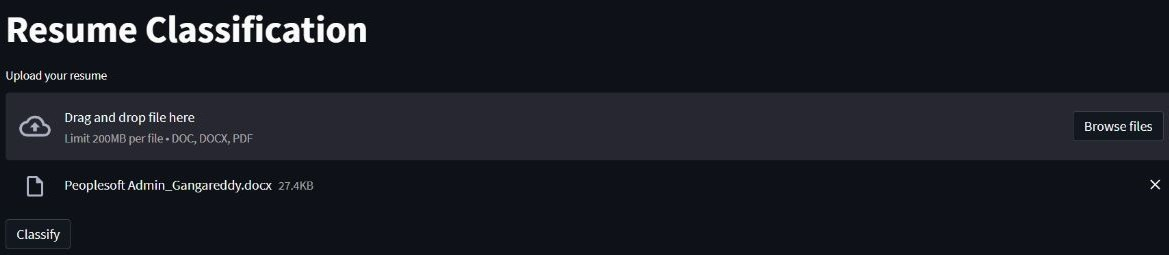 Resume Classification
Upload your resume
Drag and drop file here
Limit 200MB per file • DOC, DOCX, PDF
Browse files
Peoplesoft Admin_Gangareddy.docx 27.4KB
Classify